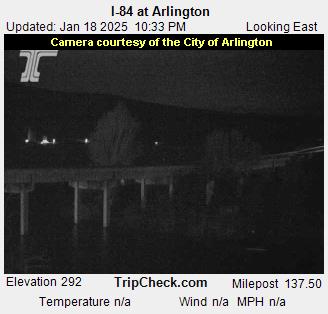 I-84 at Arlington
Updated: Jan 18 2025 10:33 PM Looking East
Camera courtesy of the City of Arlington
Elevation 292 TripCheck.com Milepost 137.50
Temperature n/a Wind n/a MPH n/a